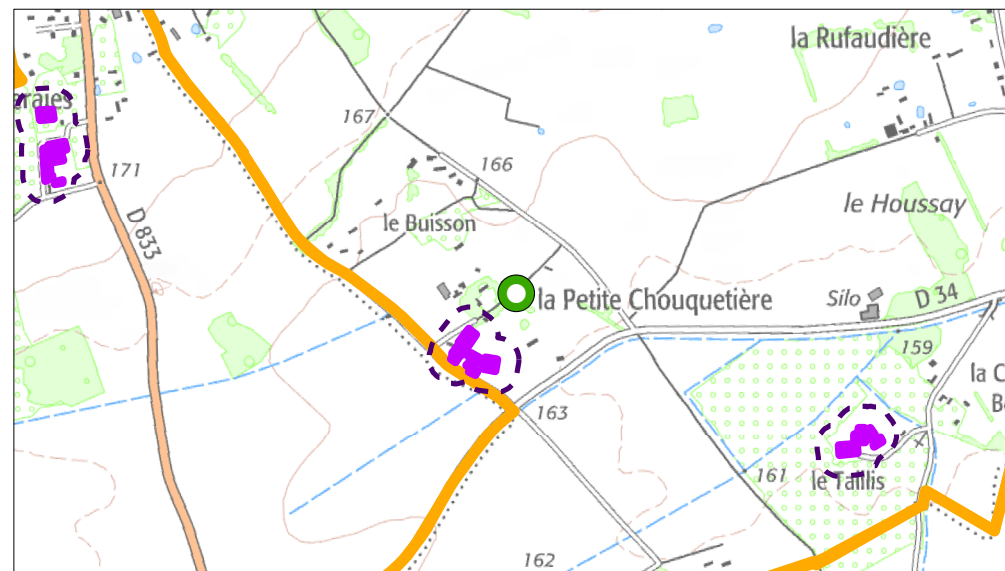 la Rufaudière
araies
167
166
171
le Houssay
le Buisson
D 833
la Petite Chouquetière
Silo
D 34
159
la C
163
161
le Taillis
162